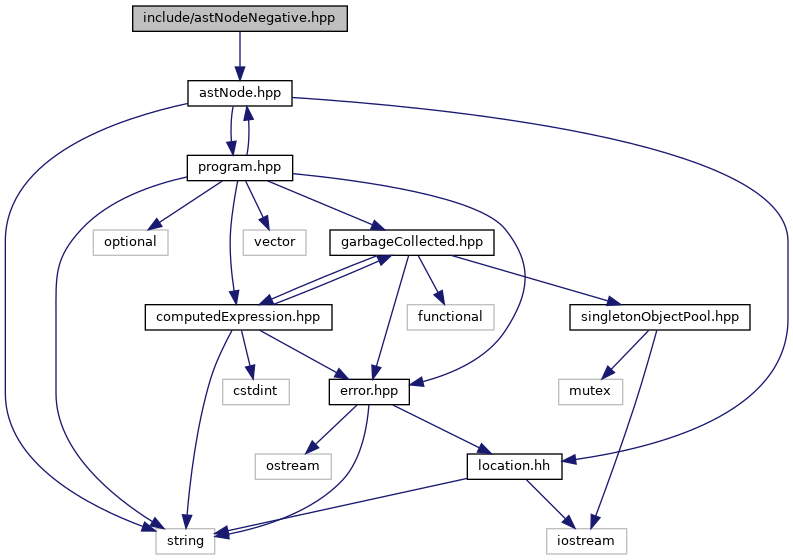 include/astNodeNegative.hpp
astNode.hpp
program.hpp
optional
vector
garbageCollected.hpp
computedExpression.hpp
functional
singletonObjectPool.hpp
cstdint
error.hpp
mutex
ostream
location.hh
string
iostream